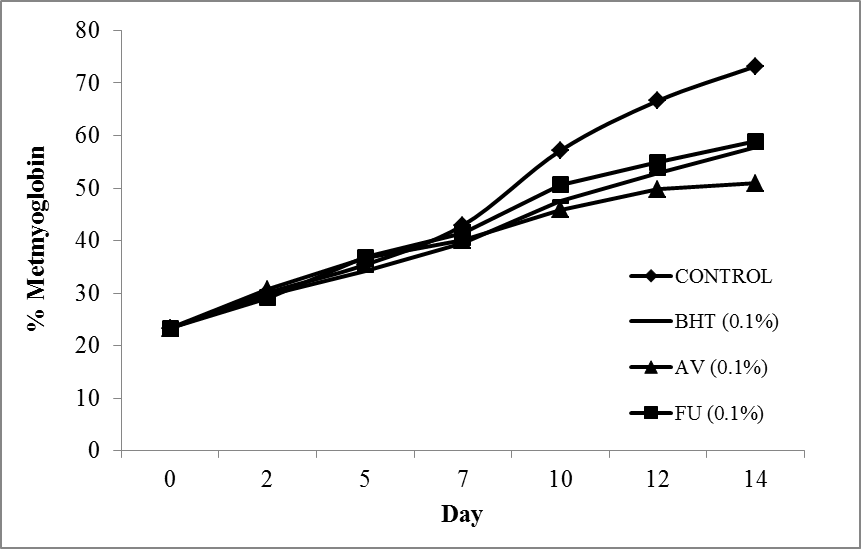 80
70
60
50
40
30
20
10
0
% Metmyoglobin
CONTROL
BHT (0.1%)
AV (0.1%)
FU (0.1%)
0 2 5 7 10 12 14
Day